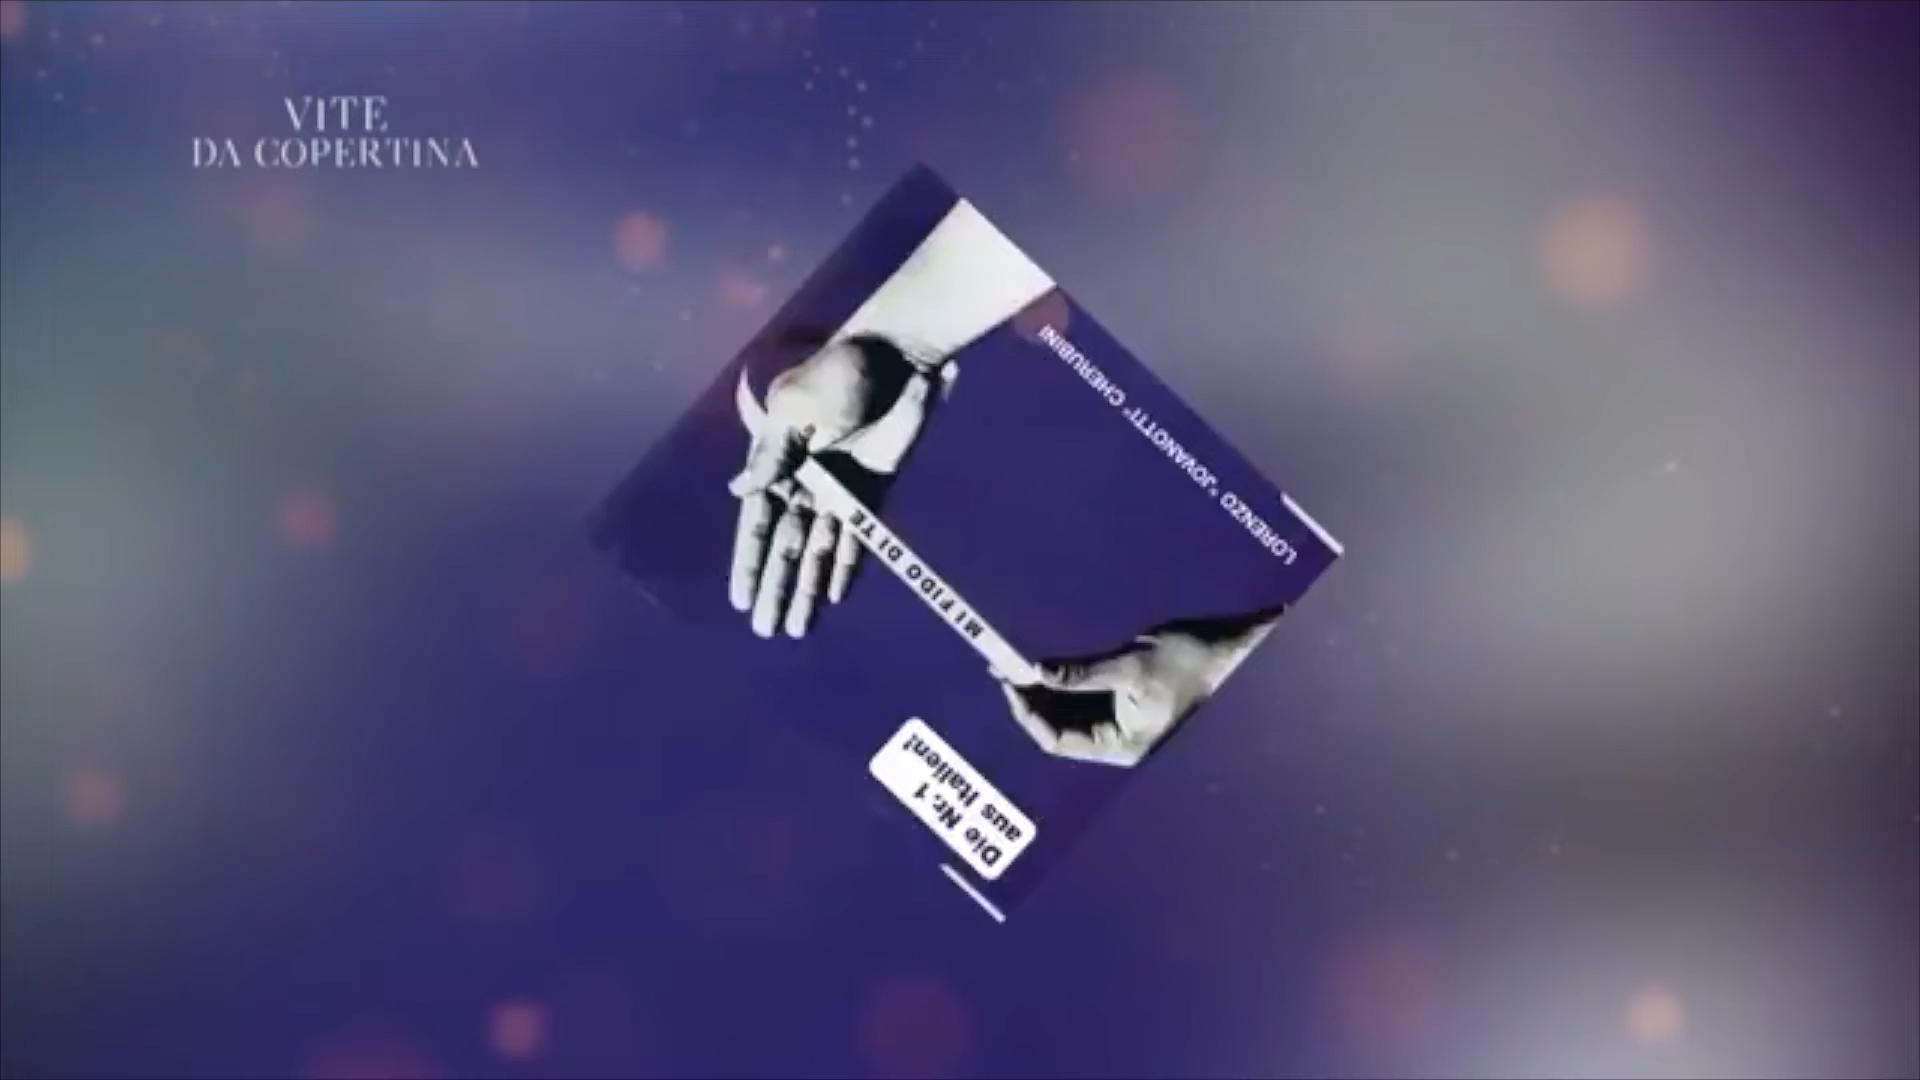 VITE
DA COPERTINA
LORENZO "JOVANOTTI" CHERUBINI
MI FIDO DI TE
Die Nr. 1
aus Italien!